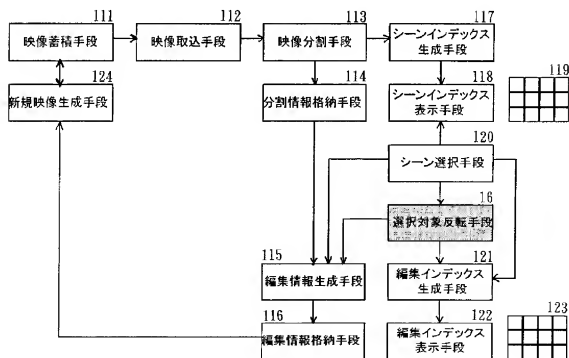 111
映像蓄積手段
112
映像取込手段
113
映像分割手段
117
シーンインデックス
生成手段
124
新規映像生成手段
114
分割情報格納手段
118
シーンインデックス
表示手段
119
120
シーン選択手段
16
選択対象反転手段
115
編集情報生成手段
121
編集インデックス
生成手段
116
編集情報格納手段
122
編集インデックス
表示手段
123